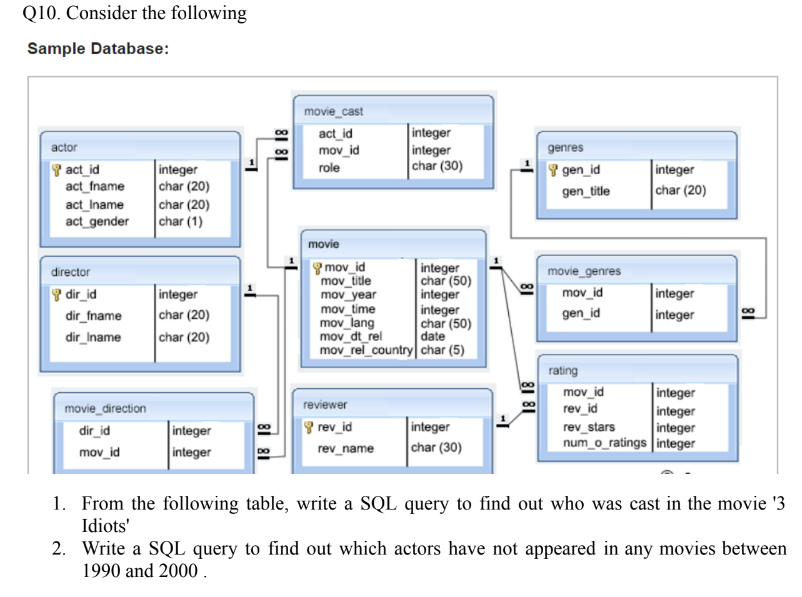 Q10. Consider the following
Sample Database:
movie_cast
act_id integer
mov_id integer
role char (30)
actor
act_id integer
act_fname char (20)
act_lname char (20)
act_gender char (1)
genres
gen_id integer
gen_title char (20)
∞
∞
1
1
movie
mov_id integer
mov_title char (50)
mov_year integer
mov_time integer
mov_lang char (50)
mov_dt_rel date
mov_rel_country char (5)
1
1
director
dir_id integer
dir_fname char (20)
dir_lname char (20)
1
movie_genres
mov_id integer
gen_id integer
∞
∞
rating
mov_id integer
rev_id integer
rev_stars integer
num_o_ratings integer
∞
∞
movie_direction
dir_id integer
mov_id integer
∞
∞
reviewer
rev_id integer
rev_name char (30)
1
1. From the following table, write a SQL query to find out who was cast in the movie '3
Idiots'
2. Write a SQL query to find out which actors have not appeared in any movies between
1990 and 2000 .